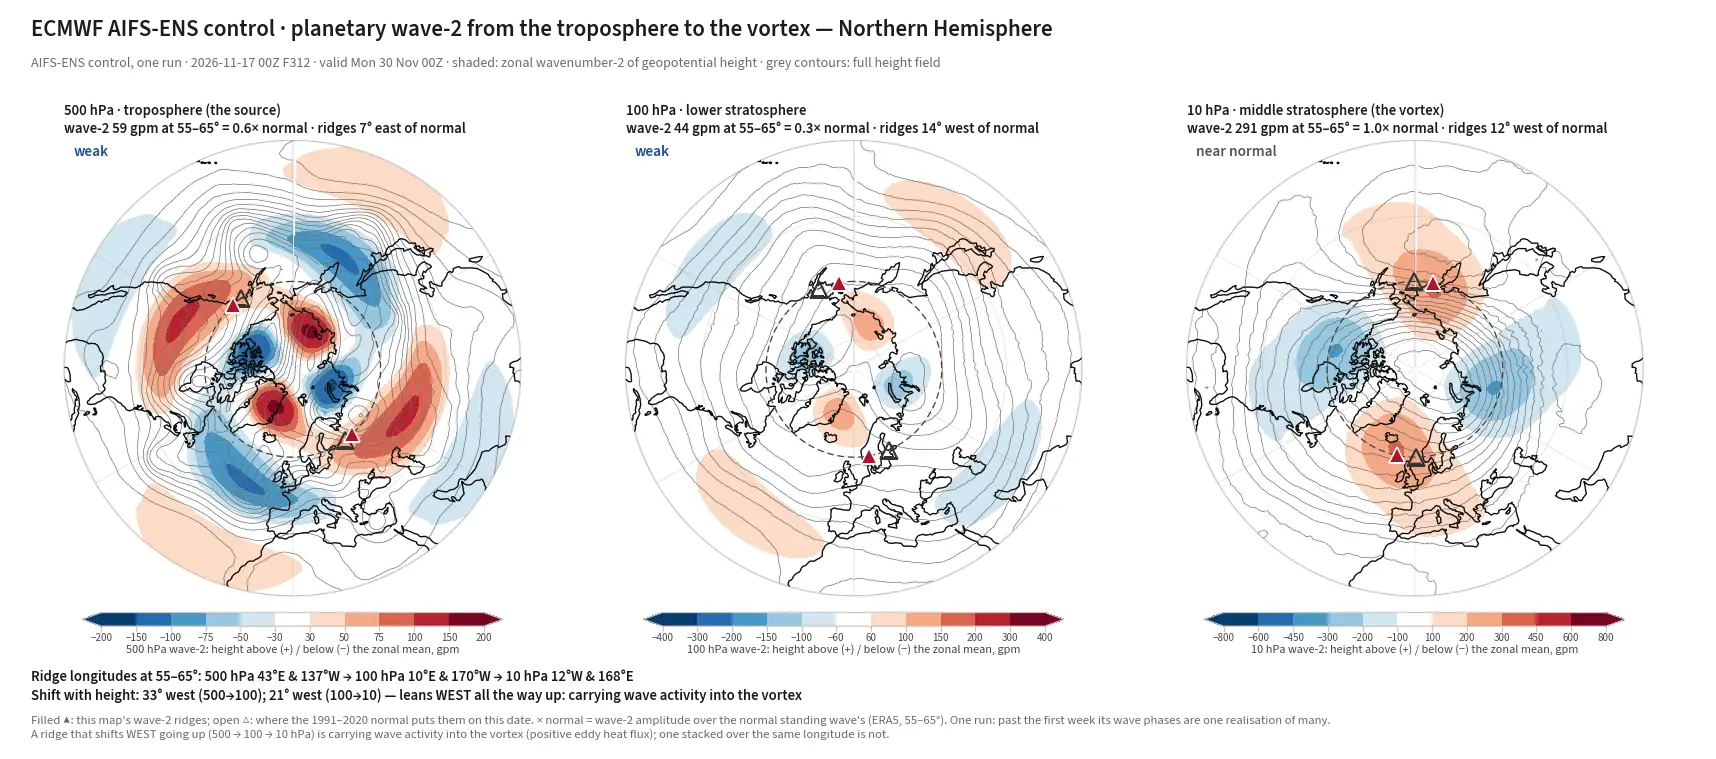 ECMWF AIFS-ENS control · planetary wave-2 from the troposphere to the vortex — Northern Hemisphere
AIFS-ENS control, one run · 2026-11-17 00Z F312 · valid Mon 30 Nov 00Z · shaded: zonal wavenumber-2 of geopotential height · grey contours: full height field
500 hPa · troposphere (the source)
wave-2 59 gpm at 55–65° = 0.6× normal · ridges 7° east of normal
weak
100 hPa · lower stratosphere
wave-2 44 gpm at 55–65° = 0.3× normal · ridges 14° west of normal
weak
10 hPa · middle stratosphere (the vortex)
wave-2 291 gpm at 55–65° = 1.0× normal · ridges 12° west of normal
near normal
−200 −150 −100 −75 −50 −30 30 50 75 100 150 200
500 hPa wave-2: height above (+) / below (−) the zonal mean, gpm
−400 −300 −200 −150 −100 −60 60 100 150 200 300 400
100 hPa wave-2: height above (+) / below (−) the zonal mean, gpm
−800 −600 −450 −300 −200 −100 100 200 300 450 600 800
10 hPa wave-2: height above (+) / below (−) the zonal mean, gpm
Ridge longitudes at 55–65°: 500 hPa 43°E & 137°W → 100 hPa 10°E & 170°W → 10 hPa 12°W & 168°E
Shift with height: 33° west (500→100); 21° west (100→10) — leans WEST all the way up: carrying wave activity into the vortex
Filled ▲: this map's wave-2 ridges; open △: where the 1991–2020 normal puts them on this date. × normal = wave-2 amplitude over the normal standing wave's (ERA5, 55–65°). One run: past the first week its wave phases are one realisation of many.
A ridge that shifts WEST going up (500 → 100 → 10 hPa) is carrying wave activity into the vortex (positive eddy heat flux); one stacked over the same longitude is not.